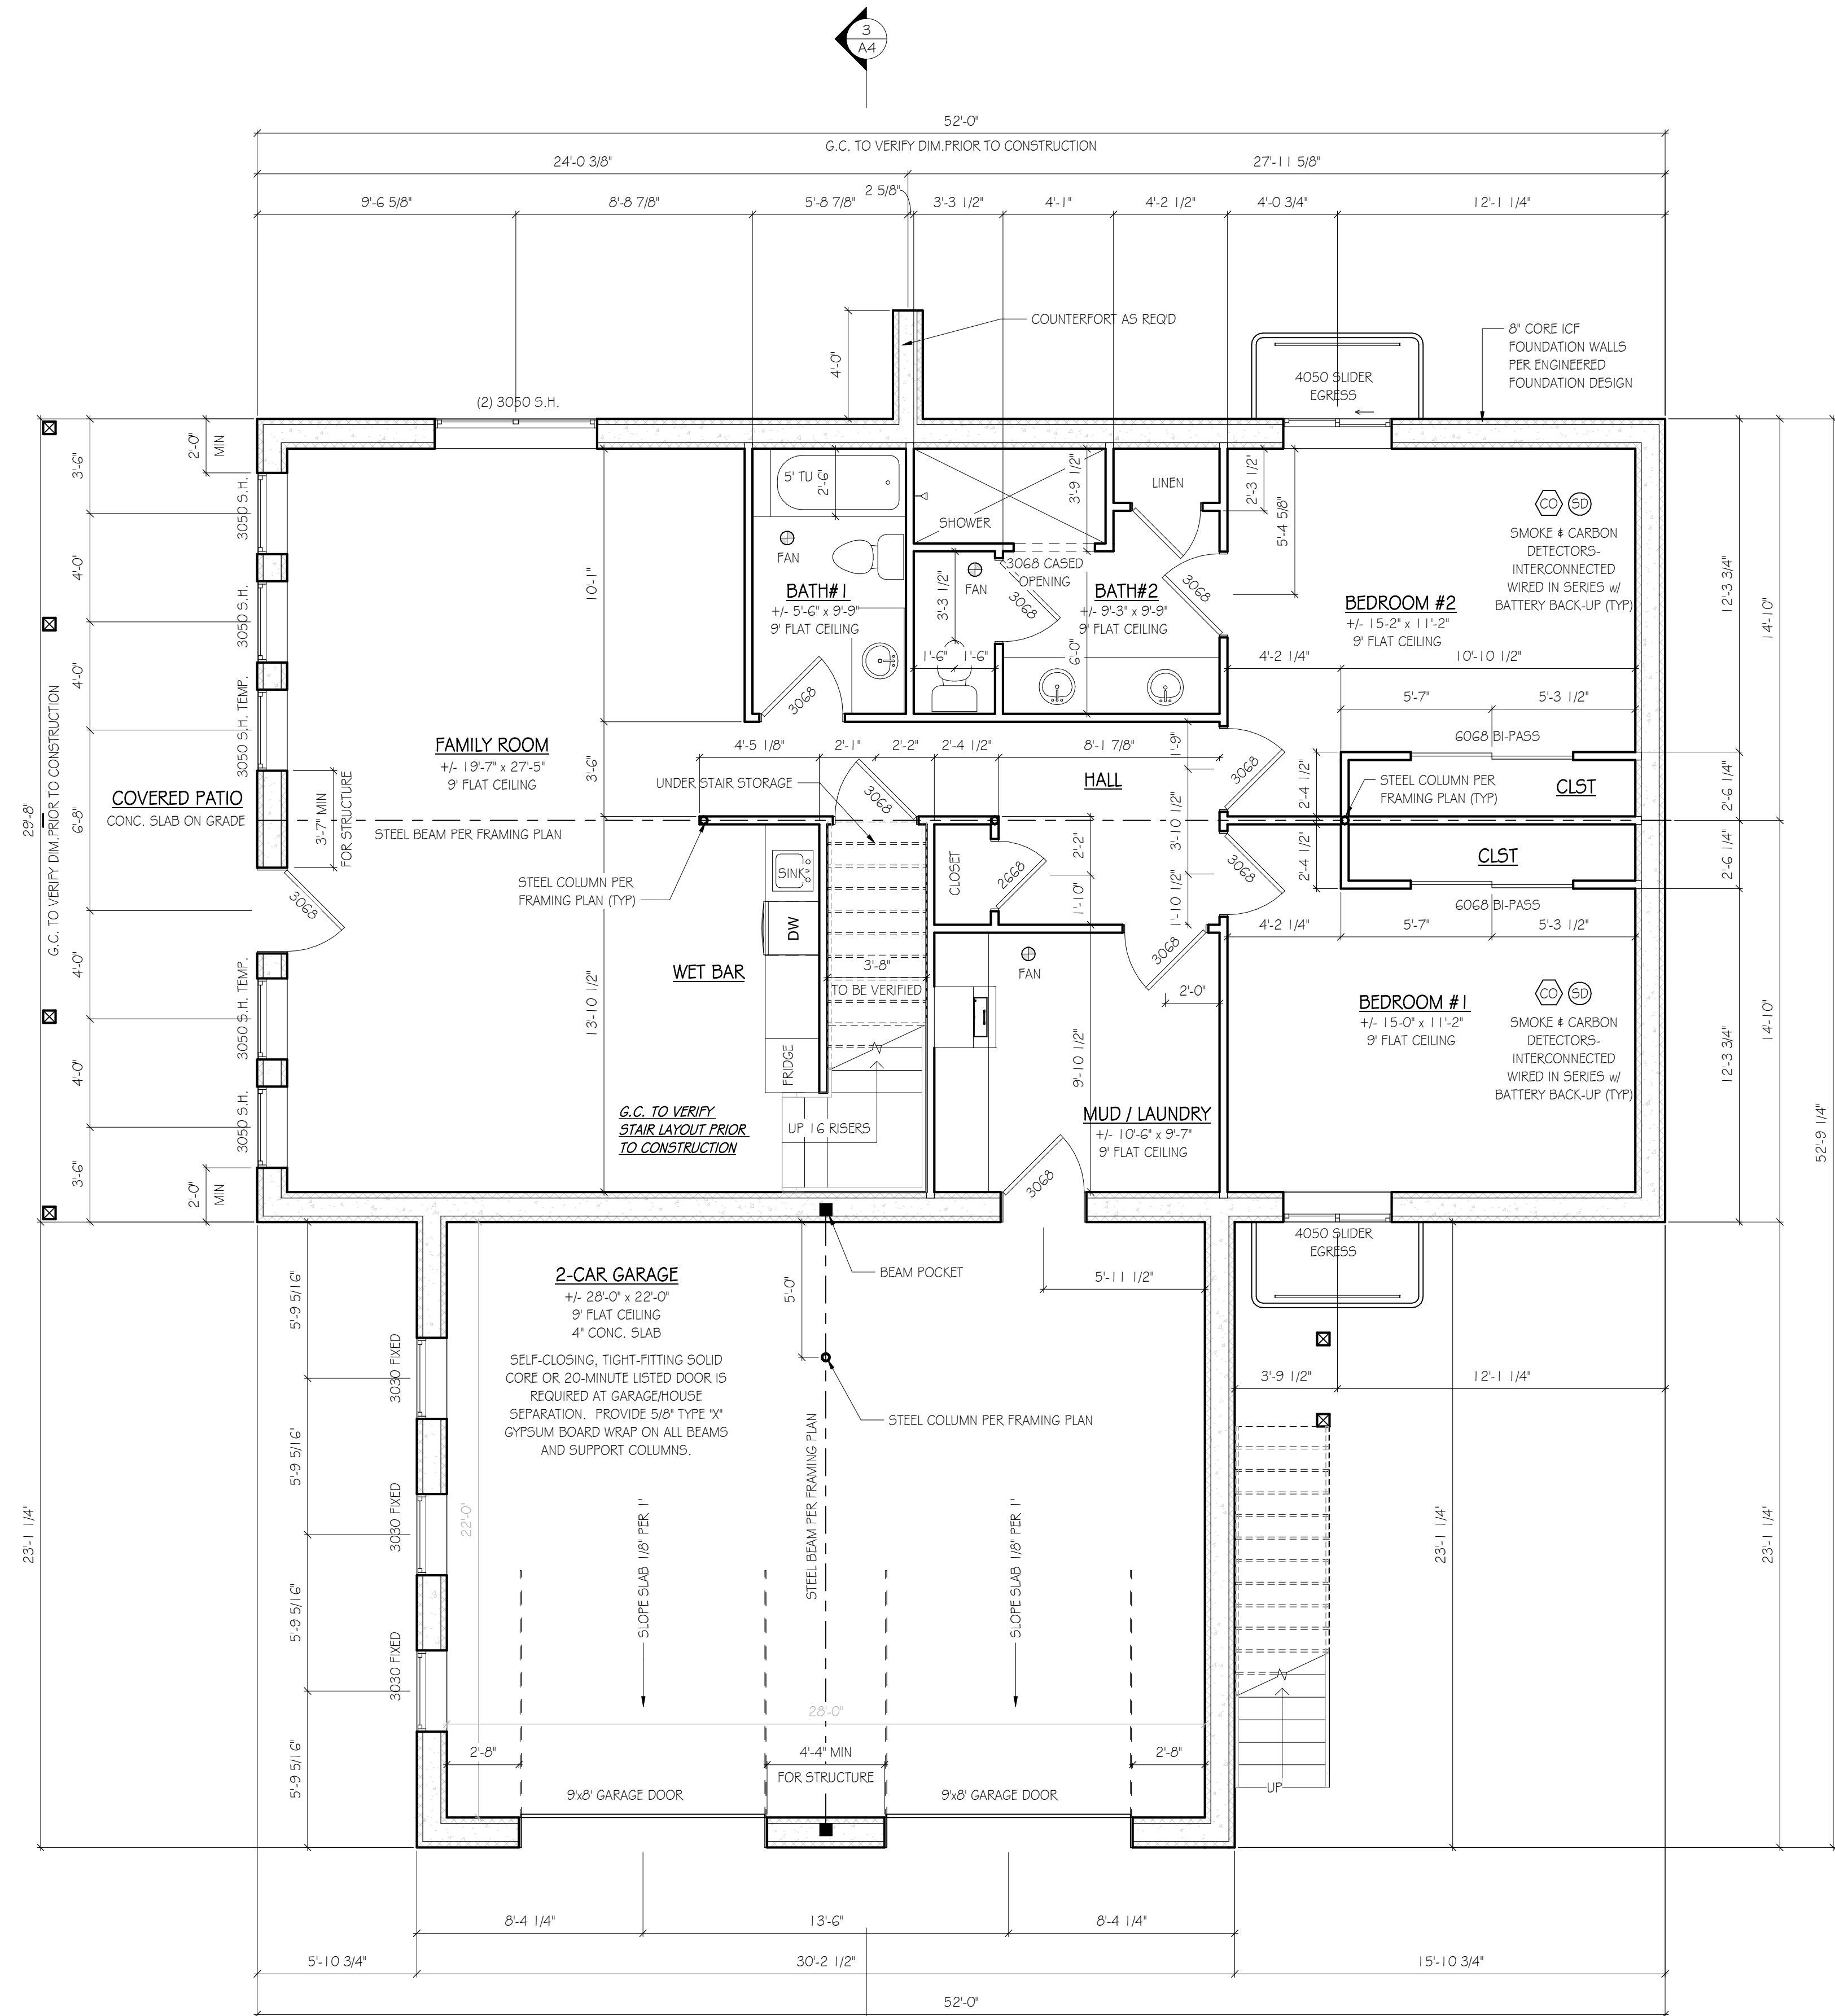 3
A4
52'-0"
G.C. TO VERIFY DIM.PRIOR TO CONSTRUCTION
24'-0 3/8"
27'-11 5/8"
9'-6 5/8"
8'-8 7/8"
5'-8 7/8"
2 5/8"
3'-3 1/2"
4'-1"
4'-2 1/2"
4'-0 3/4"
12'-1 1/4"
COUNTERFORT AS REQ'D
4'-0"
8" CORE ICF
FOUNDATION WALLS
PER ENGINEERED
FOUNDATION DESIGN
4050 SLIDER
EGRESS
(2) 3050 S.H.
2'-0"
MIN
3'-6"
4'-0"
4'-0"
6'-8"
4'-0"
4'-0"
3'-6"
2'-0"
MIN
29'-8"
G.C. TO VERIFY DIM.PRIOR TO CONSTRUCTION
3050 S.H.
3050 S.H.
3050 S.H. TEMP.
3050 S.H. TEMP.
3050 S.H.
COVERED PATIO
CONC. SLAB ON GRADE
3'-7" MIN
FOR STRUCTURE
3068
FAMILY ROOM
+/- 19'-7" x 27'-5"
9' FLAT CEILING
STEEL BEAM PER FRAMING PLAN
10'-1"
3'-6"
13'-10 1/2"
5' TU
2'-6"
FAN
BATH#1
+/- 5'-6" x 9'-9"
9' FLAT CEILING
3068
SHOWER
3'-9 1/2"
LINEN
2'-3 1/2"
5'-4 5/8"
3068 CASED
OPENING
FAN
3068
3'-3 1/2"
1'-6"
1'-6"
BATH#2
+/- 9'-3" x 9'-9"
9' FLAT CEILING
6'-0"
3068
CO
SD
SMOKE & CARBON
DETECTORS-
INTERCONNECTED
WIRED IN SERIES w/
BATTERY BACK-UP (TYP)
BEDROOM #2
+/- 15-2" x 11'-2"
9' FLAT CEILING
4'-2 1/4"
10'-10 1/2"
5'-7"
5'-3 1/2"
6068 BI-PASS
12'-3 3/4"
14'-10"
2'-6 1/4"
2'-6 1/4"
12'-3 3/4"
14'-10"
52'-9 1/4"
4'-5 1/8"
2'-1"
2'-2"
2'-4 1/2"
8'-1 7/8"
1'-9"
HALL
UNDER STAIR STORAGE
3068
3068
2'-4 1/2"
STEEL COLUMN PER
FRAMING PLAN (TYP)
CLST
CLST
2'-4 1/2"
3'-10 1/2"
1'-10 1/2"
3068
6068 BI-PASS
4'-2 1/4"
5'-7"
5'-3 1/2"
STEEL COLUMN PER
FRAMING PLAN (TYP)
SINK
DW
WET BAR
FRIDGE
3'-8"
TO BE VERIFIED
UP 16 RISERS
G.C. TO VERIFY
STAIR LAYOUT PRIOR
TO CONSTRUCTION
CLOSET
2668
2'-2"
1'-10"
FAN
3068
2'-0"
9'-10 1/2"
MUD / LAUNDRY
+/- 10'-6" x 9'-7"
9' FLAT CEILING
3068
BEDROOM #1
+/- 15-0" x 11'-2"
9' FLAT CEILING
CO
SD
SMOKE & CARBON
DETECTORS-
INTERCONNECTED
WIRED IN SERIES w/
BATTERY BACK-UP (TYP)
4050 SLIDER
EGRESS
2-CAR GARAGE
+/- 28'-0" x 22'-0"
9' FLAT CEILING
4" CONC. SLAB
SELF-CLOSING, TIGHT-FITTING SOLID
CORE OR 20-MINUTE LISTED DOOR IS
REQUIRED AT GARAGE/HOUSE
SEPARATION. PROVIDE 5/8" TYPE "X"
GYPSUM BOARD WRAP ON ALL BEAMS
AND SUPPORT COLUMNS.
BEAM POCKET
5'-0"
5'-11 1/2"
STEEL COLUMN PER FRAMING PLAN
STEEL BEAM PER FRAMING PLAN
SLOPE SLAB 1/8" PER 1'
SLOPE SLAB 1/8" PER 1'
22'-0"
28'-0"
5'-9 5/16"
5'-9 5/16"
5'-9 5/16"
5'-9 5/16"
3030 FIXED
3030 FIXED
3030 FIXED
23'-1 1/4"
3'-9 1/2"
12'-1 1/4"
23'-1 1/4"
23'-1 1/4"
UP
2'-8"
4'-4" MIN
FOR STRUCTURE
2'-8"
9'x8' GARAGE DOOR
9'x8' GARAGE DOOR
8'-4 1/4"
13'-6"
8'-4 1/4"
5'-10 3/4"
30'-2 1/2"
15'-10 3/4"
52'-0"
3050 S.H.